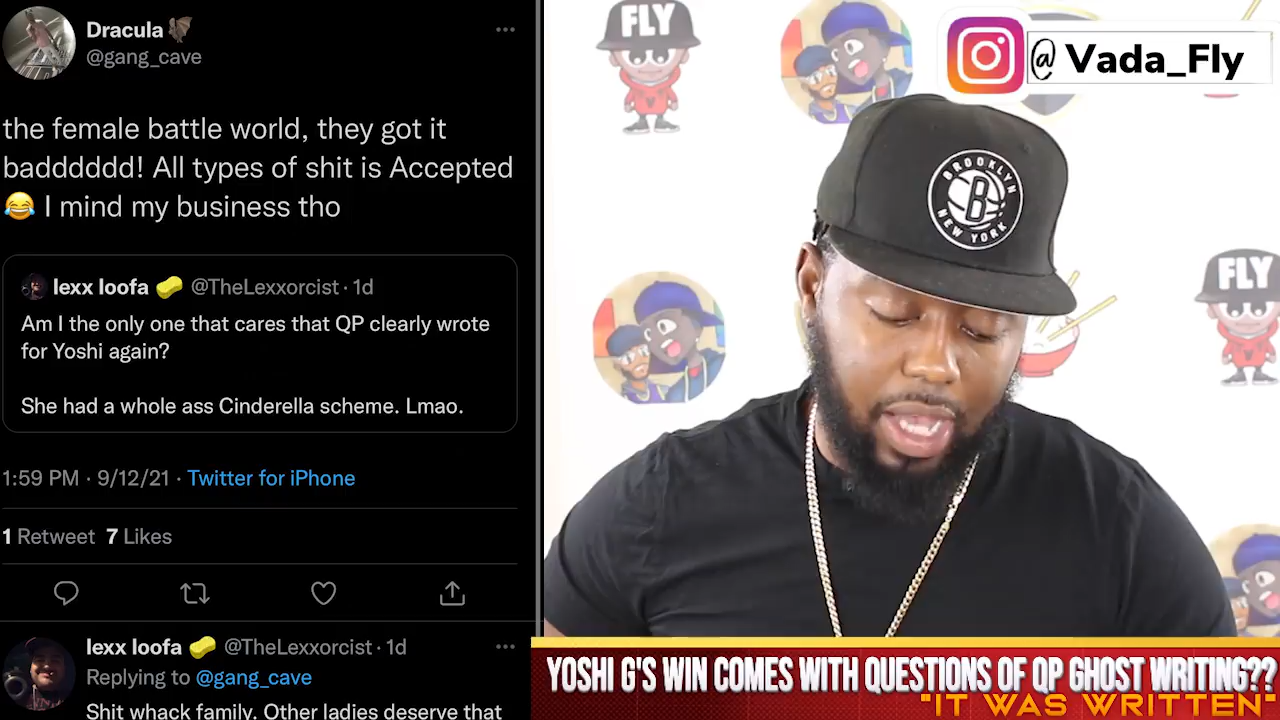 Dracula
@gang_cave
the female battle world, they got it
badddddd! All types of shit is Accepted
😂 I mind my business tho
lexx loofa 🧽 @TheLexxorcist · 1d
Am I the only one that cares that QP clearly wrote
for Yoshi again?
She had a whole ass Cinderella scheme. Lmao.
1:59 PM · 9/12/21 · Twitter for iPhone
1 Retweet 7 Likes
lexx loofa 🧽 @TheLexxorcist · 1d
Replying to @gang_cave
Shit whack family. Other ladies deserve that
FLY
@ Vada_Fly
BROOKLYN
B
NEW YORK
FLY
YOSHI G'S WIN COMES WITH QUESTIONS OF QP GHOST WRITING??
"IT WAS WRITTEN"